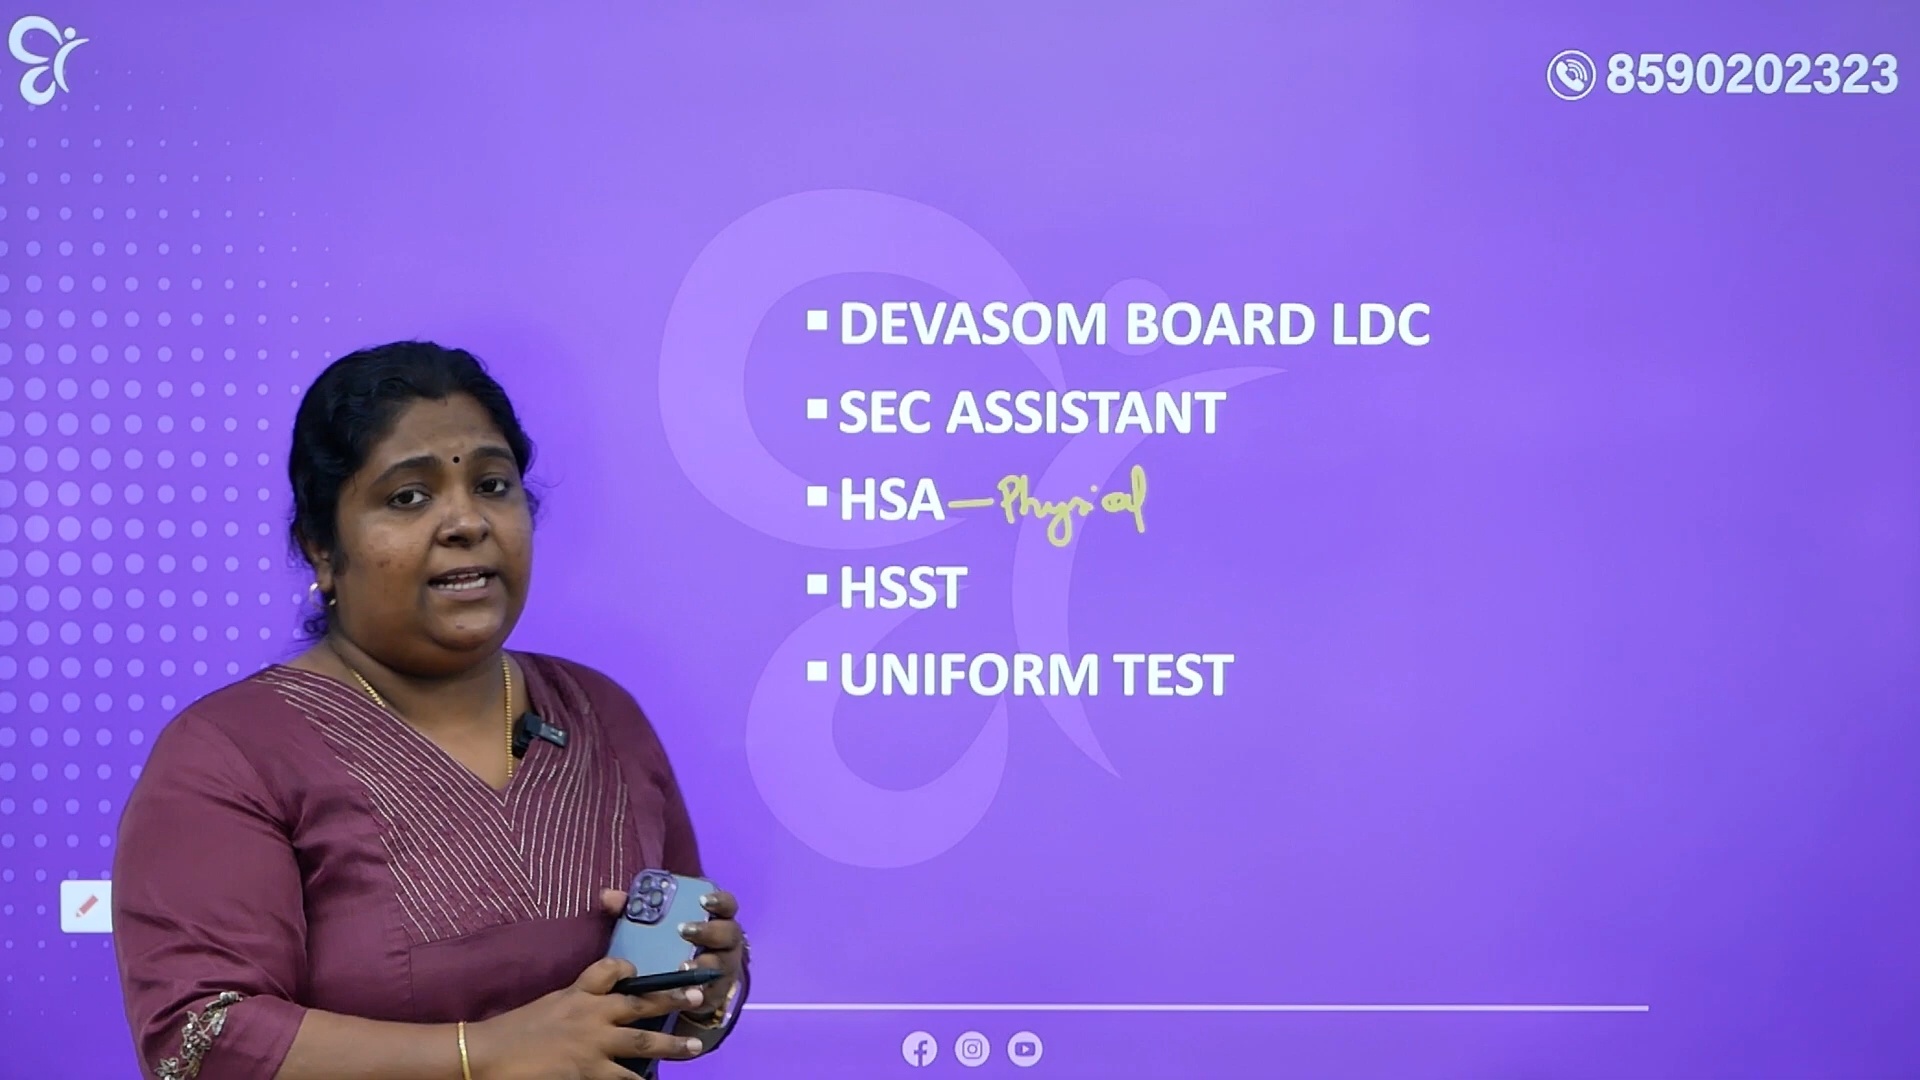 8590202323
▪ DEVASOM BOARD LDC
▪ SEC ASSISTANT
▪ HSA — Physical
▪ HSST
▪ UNIFORM TEST